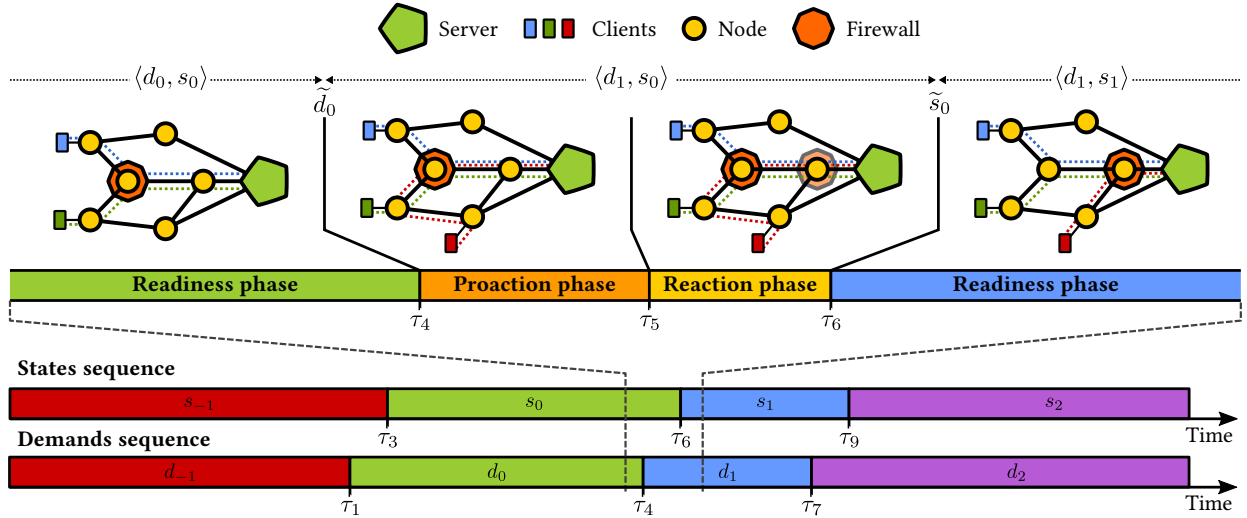 Server Clients Node Firewall
⟨d₀, s₀⟩ ⟨d₁, s₀⟩ ⟨d₁, s₁⟩
d̃₀ s̃₀
Readiness phase Proaction phase Reaction phase Readiness phase
τ₄ τ₅ τ₆
States sequence
s₋₁ s₀ s₁ s₂
τ₃ τ₆ τ₉ Time
Demands sequence
d₋₁ d₀ d₁ d₂
τ₁ τ₄ τ₇ Time